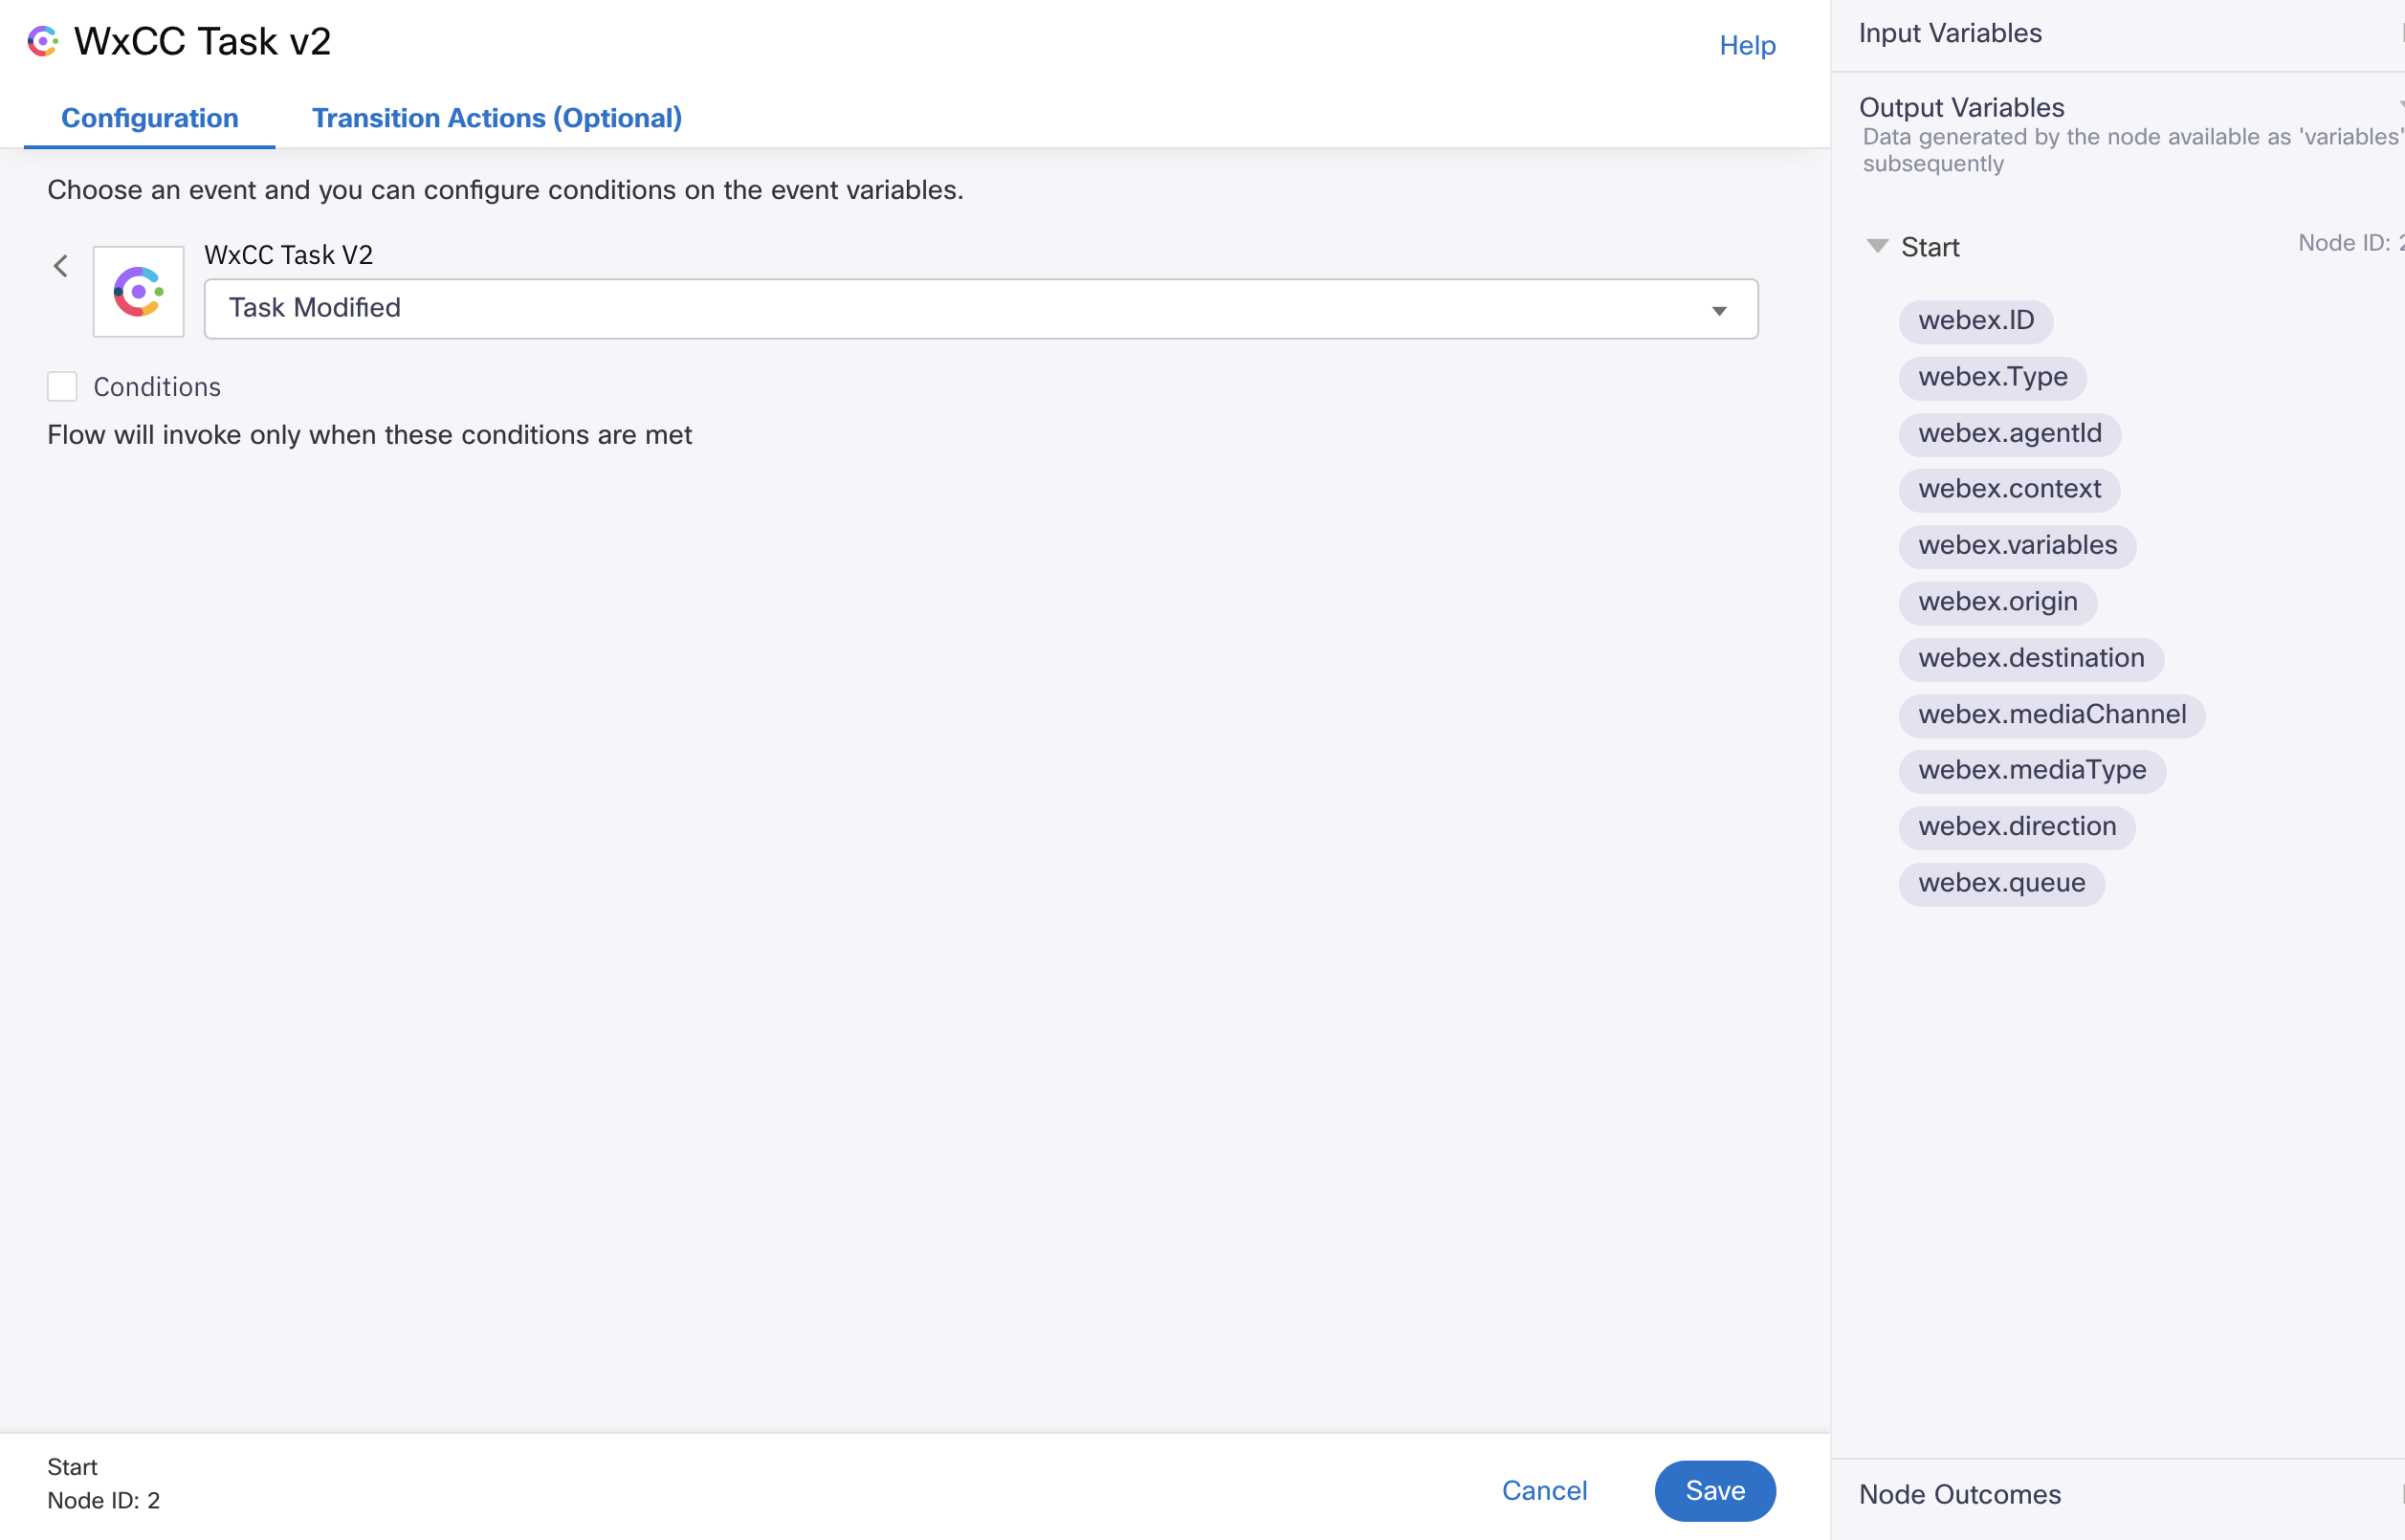 WxCC Task v2
Help
Configuration
Transition Actions (Optional)
Choose an event and you can configure conditions on the event variables.
WxCC Task V2
Task Modified
Conditions
Flow will invoke only when these conditions are met
Start
Node ID: 2
Cancel
Save
Input Variables
Output Variables
Data generated by the node available as 'variables'
subsequently
Start
Node ID: 2
webex.ID
webex.Type
webex.agentId
webex.context
webex.variables
webex.origin
webex.destination
webex.mediaChannel
webex.mediaType
webex.direction
webex.queue
Node Outcomes